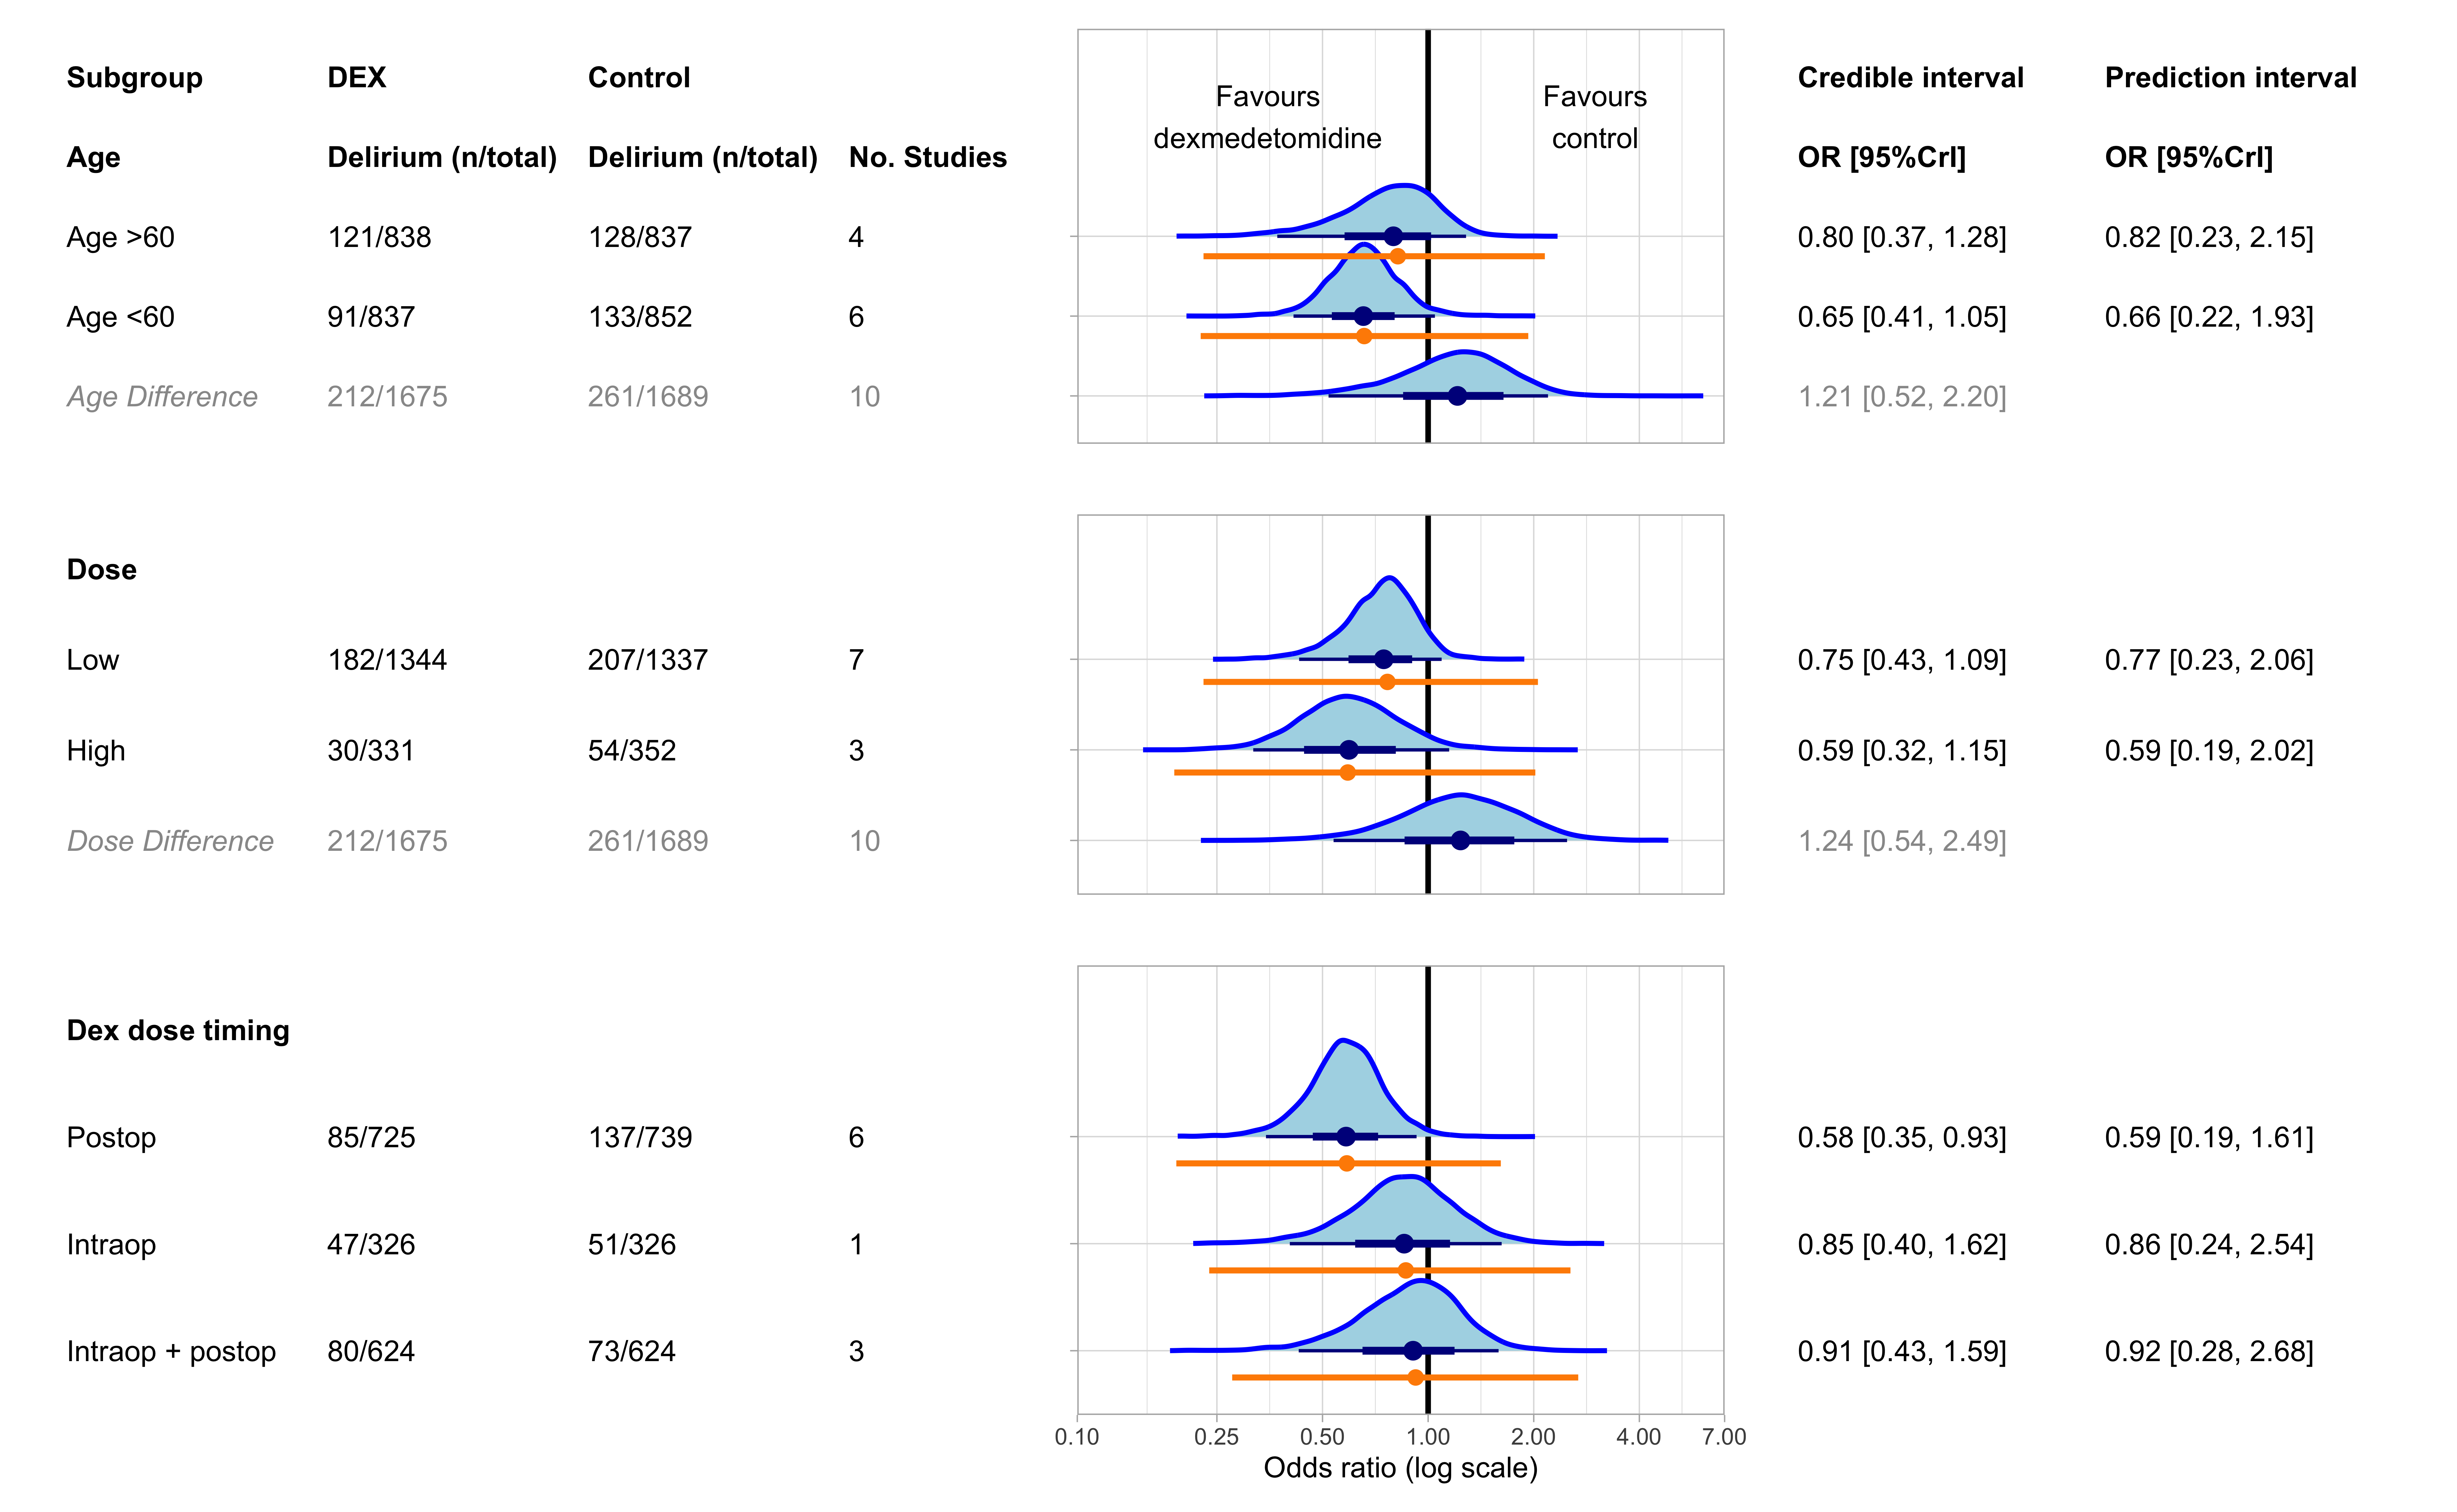 Subgroup DEX Control Credible interval Prediction interval
Favours Favours
dexmedetomidine control
Age Delirium (n/total) Delirium (n/total) No. Studies OR [95%CrI] OR [95%CrI]
Age >60 121/838 128/837 4 0.80 [0.37, 1.28] 0.82 [0.23, 2.15]
Age <60 91/837 133/852 6 0.65 [0.41, 1.05] 0.66 [0.22, 1.93]
Age Difference 212/1675 261/1689 10 1.21 [0.52, 2.20]
Dose
Low 182/1344 207/1337 7 0.75 [0.43, 1.09] 0.77 [0.23, 2.06]
High 30/331 54/352 3 0.59 [0.32, 1.15] 0.59 [0.19, 2.02]
Dose Difference 212/1675 261/1689 10 1.24 [0.54, 2.49]
Dex dose timing
Postop 85/725 137/739 6 0.58 [0.35, 0.93] 0.59 [0.19, 1.61]
Intraop 47/326 51/326 1 0.85 [0.40, 1.62] 0.86 [0.24, 2.54]
Intraop + postop 80/624 73/624 3 0.91 [0.43, 1.59] 0.92 [0.28, 2.68]
0.10 0.25 0.50 1.00 2.00 4.00 7.00
Odds ratio (log scale)